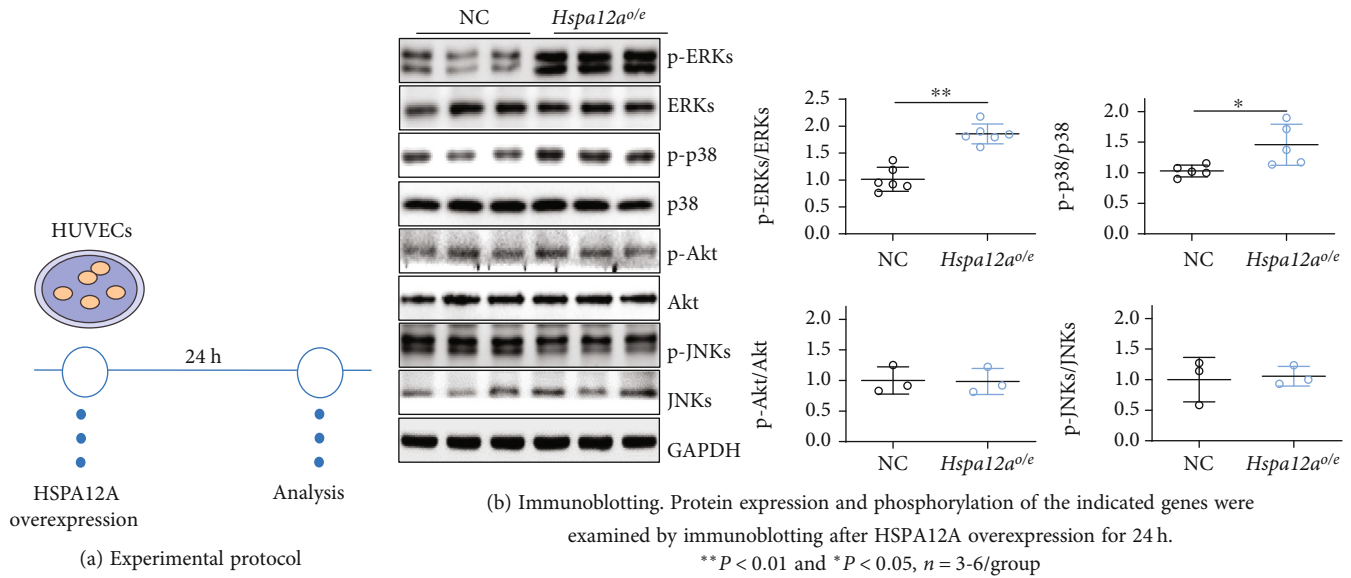 HUVECs
24 h
HSPA12A
overexpression
Analysis
(a) Experimental protocol
NC
Hspa12a^o/e
p-ERKs
ERKs
p-p38
p38
p-Akt
Akt
p-JNKs
JNKs
GAPDH
p-ERKs/ERKs
2.5
2.0
1.5
1.0
0.5
0.0
**
NC
Hspa12a^o/e
p-p38/p38
2.0
1.5
1.0
0.5
0.0
*
NC
Hspa12a^o/e
p-Akt/Akt
2.0
1.5
1.0
0.5
0.0
NC
Hspa12a^o/e
p-JNKs/JNKs
2.0
1.5
1.0
0.5
0.0
NC
Hspa12a^o/e
(b) Immunoblotting. Protein expression and phosphorylation of the indicated genes were
examined by immunoblotting after HSPA12A overexpression for 24 h.
**P < 0.01 and *P < 0.05, n = 3-6/group